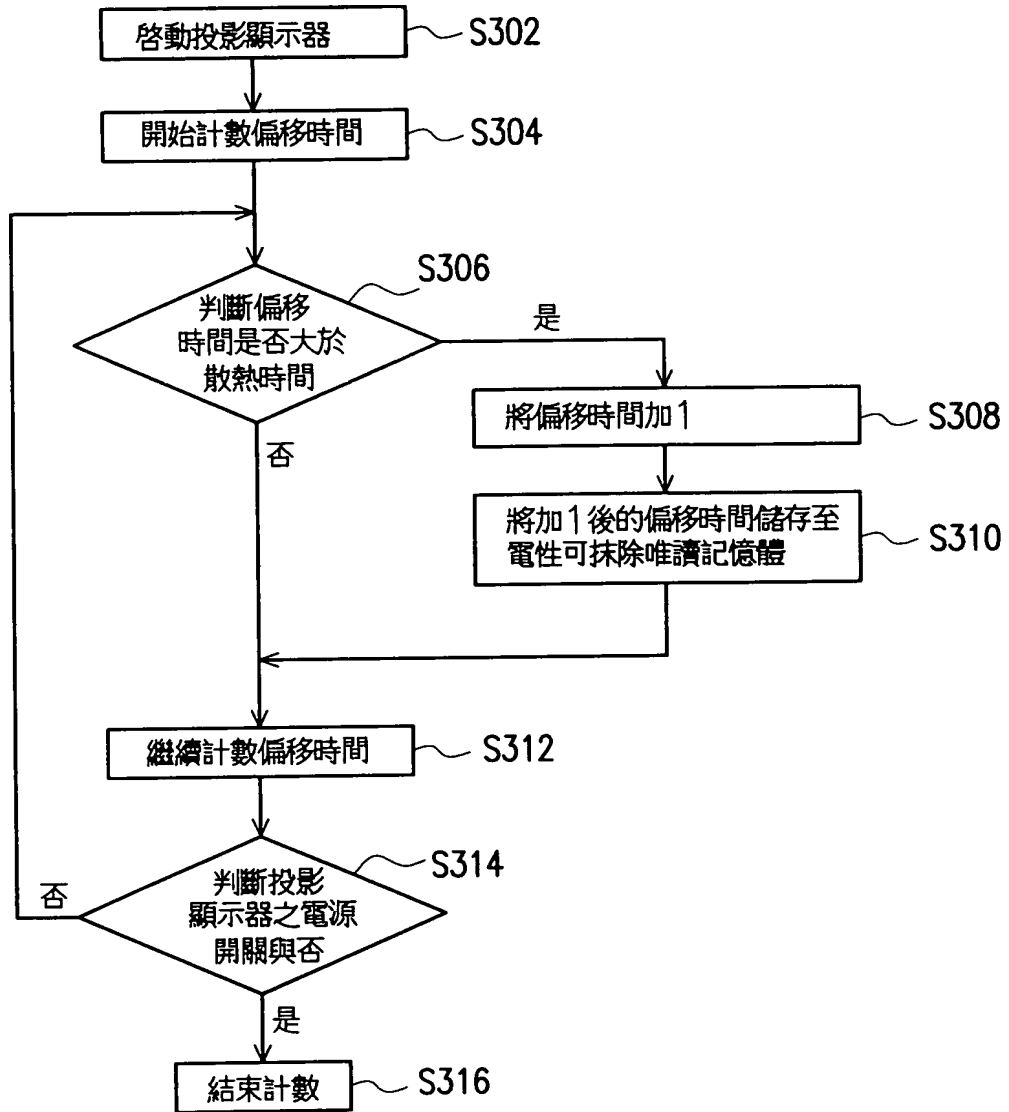 啓動投影顯示器
S302
開始計數偏移時間
S304
S306
判斷偏移
時間是否大於
散熱時間
是
否
將偏移時間加1
S308
將加1後的偏移時間儲存至
電性可抹除唯讀記憶體
S310
繼續計數偏移時間
S312
S314
判斷投影
顯示器之電源
開關與否
否
是
結束計數
S316